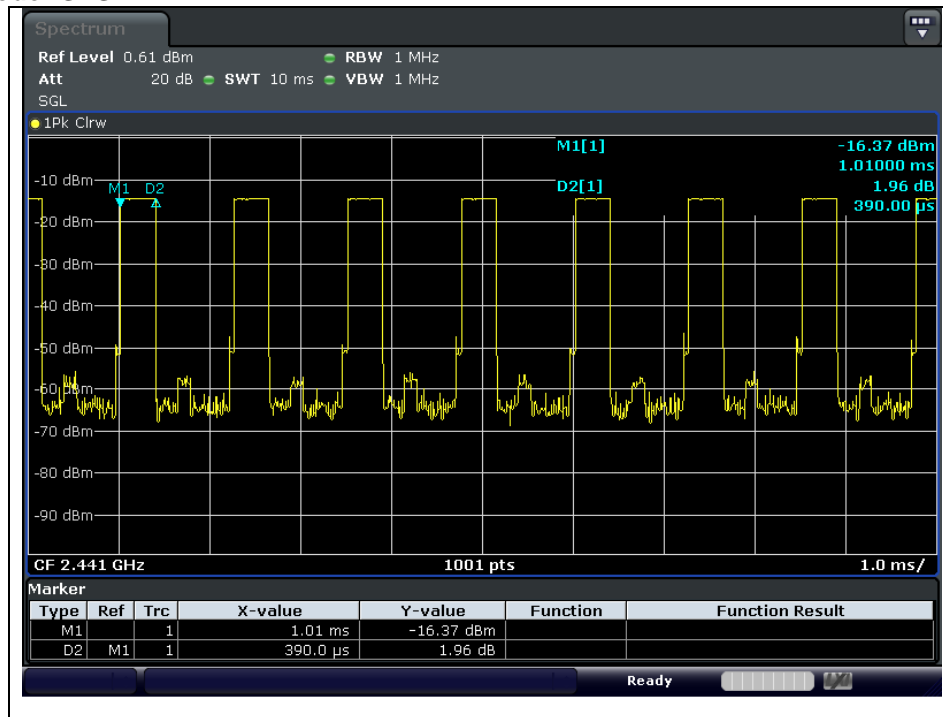 Spectrum
Ref Level 0.61 dBm RBW 1 MHz
Att 20 dB SWT 10 ms VBW 1 MHz
SGL
1Pk Clrw
M1[1] -16.37 dBm
1.01000 ms
-10 dBm
M1 D2
D2[1] 1.96 dB
390.00 µs
-20 dBm
-30 dBm
-40 dBm
-50 dBm
-60 dBm
-70 dBm
-80 dBm
-90 dBm
CF 2.441 GHz 1001 pts 1.0 ms/
Marker
Type Ref Trc X-value Y-value Function Function Result
M1 1 1.01 ms -16.37 dBm
D2 M1 1 390.0 µs 1.96 dB
Ready